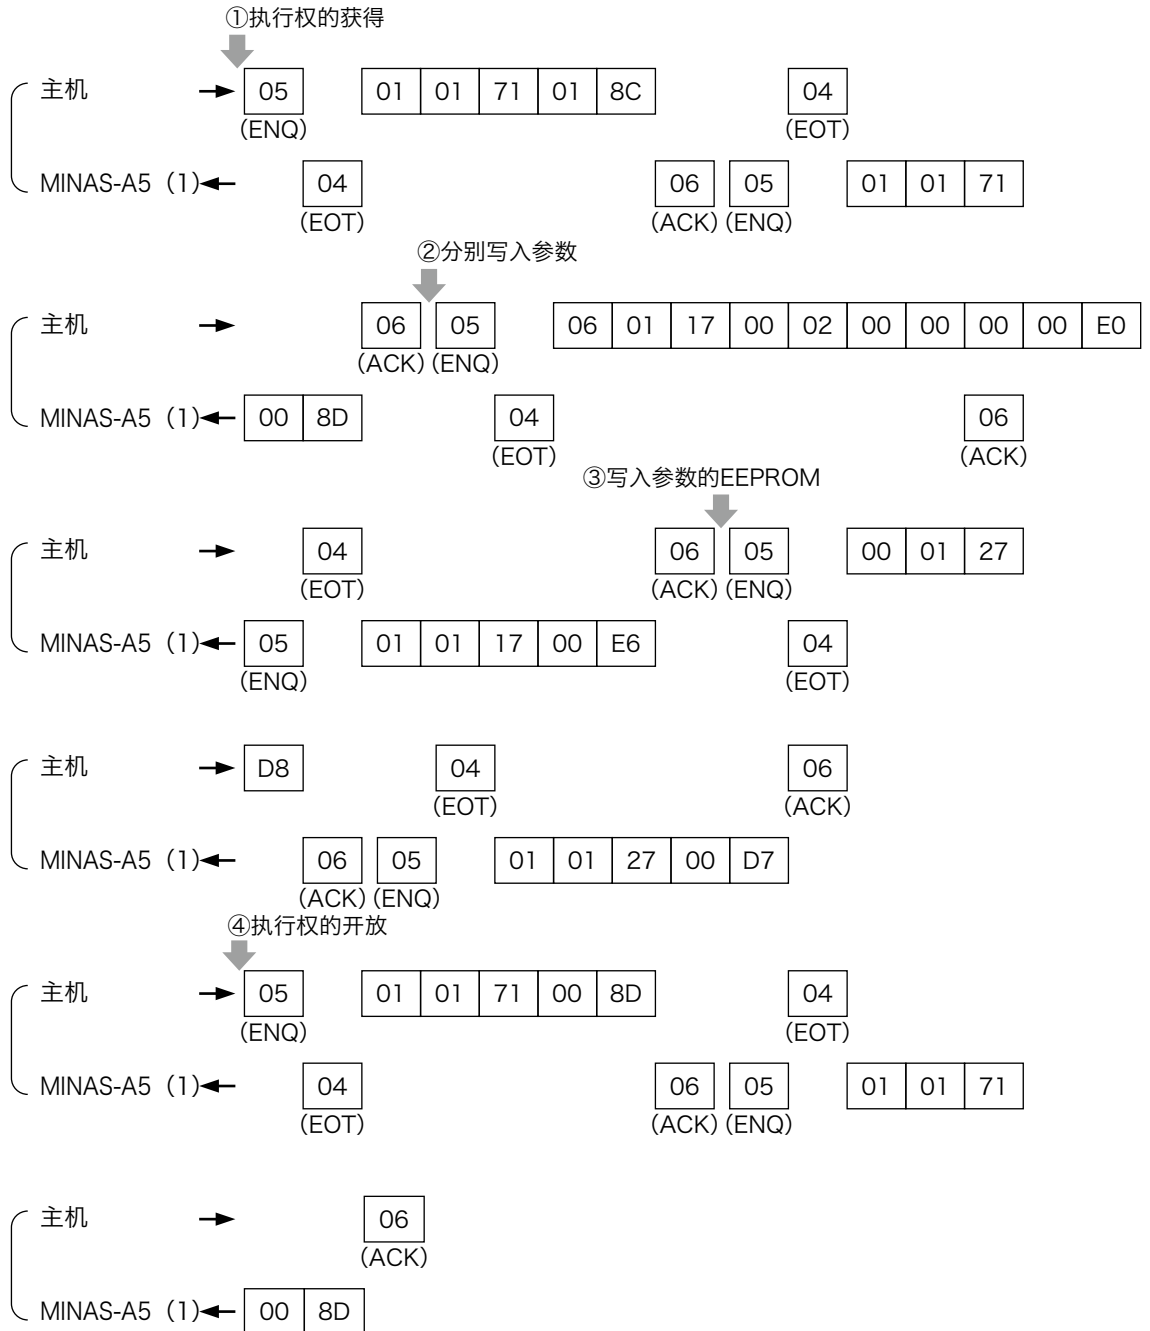 ①执行权的获得
主机 05 01 01 71 01 8C 04
(ENQ) (EOT)
MINAS-A5（1） 04 06 05 01 01 71
(EOT) (ACK) (ENQ)
②分别写入参数
主机 06 05 06 01 17 00 02 00 00 00 00 E0
(ACK) (ENQ)
MINAS-A5（1） 00 8D 04 06
(EOT) (ACK)
③写入参数的EEPROM
主机 04 06 05 00 01 27
(EOT) (ACK) (ENQ)
MINAS-A5（1） 05 01 01 17 00 E6 04
(ENQ) (EOT)
主机 D8 04 06
(EOT) (ACK)
MINAS-A5（1） 06 05 01 01 27 00 D7
(ACK) (ENQ)
④执行权的开放
主机 05 01 01 71 00 8D 04
(ENQ) (EOT)
MINAS-A5（1） 04 06 05 01 01 71
(EOT) (ACK) (ENQ)
主机 06
(ACK)
MINAS-A5（1） 00 8D